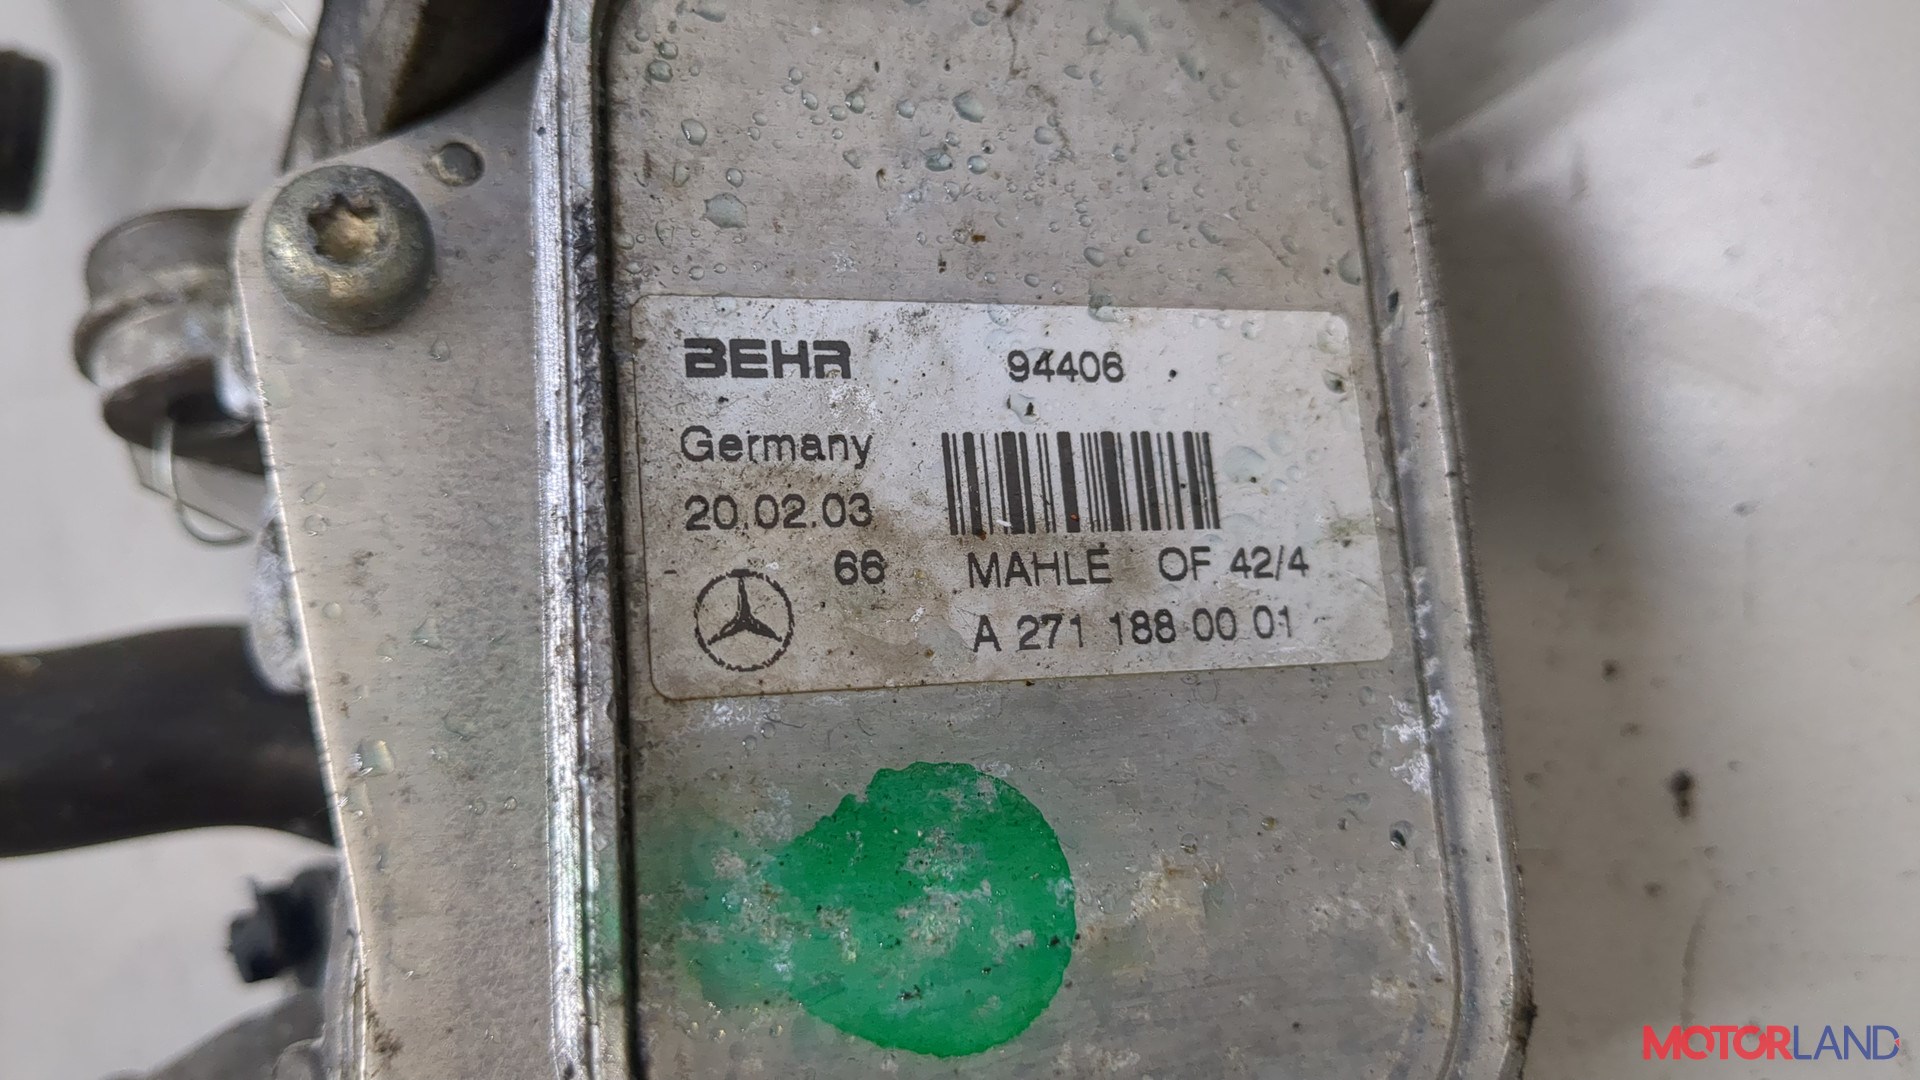 BEHR 94406
Germany
20.02.03
66 MAHLE OF 42/4
A 271 188 00 01
MOTORLAND